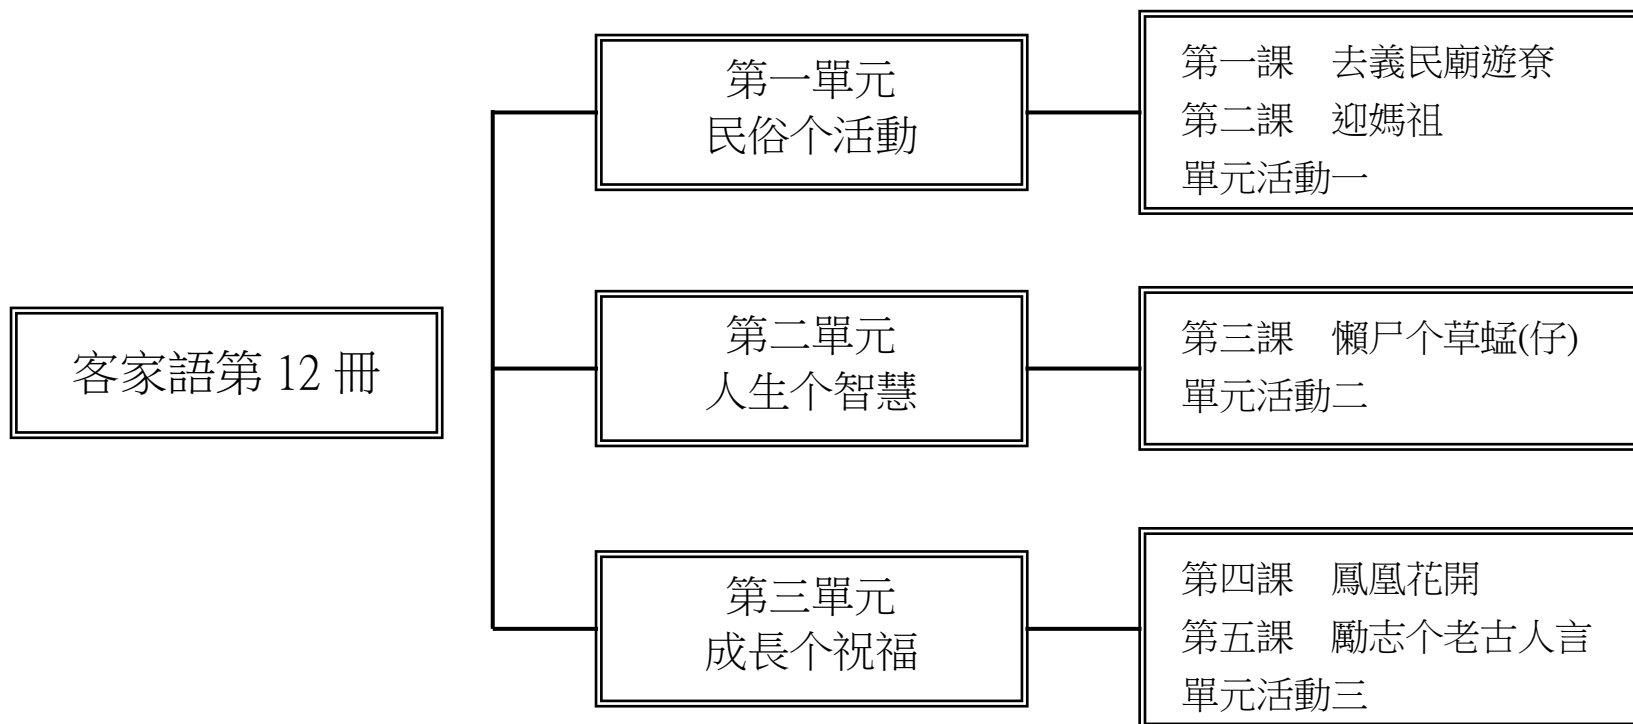 客家語第 12 冊
第一單元
民俗个活動
第一課　去義民廟遊尞
第二課　迎媽祖
單元活動一
第二單元
人生个智慧
第三課　懶尸个草蜢(仔)
單元活動二
第三單元
成長个祝福
第四課　鳳凰花開
第五課　勵志个老古人言
單元活動三